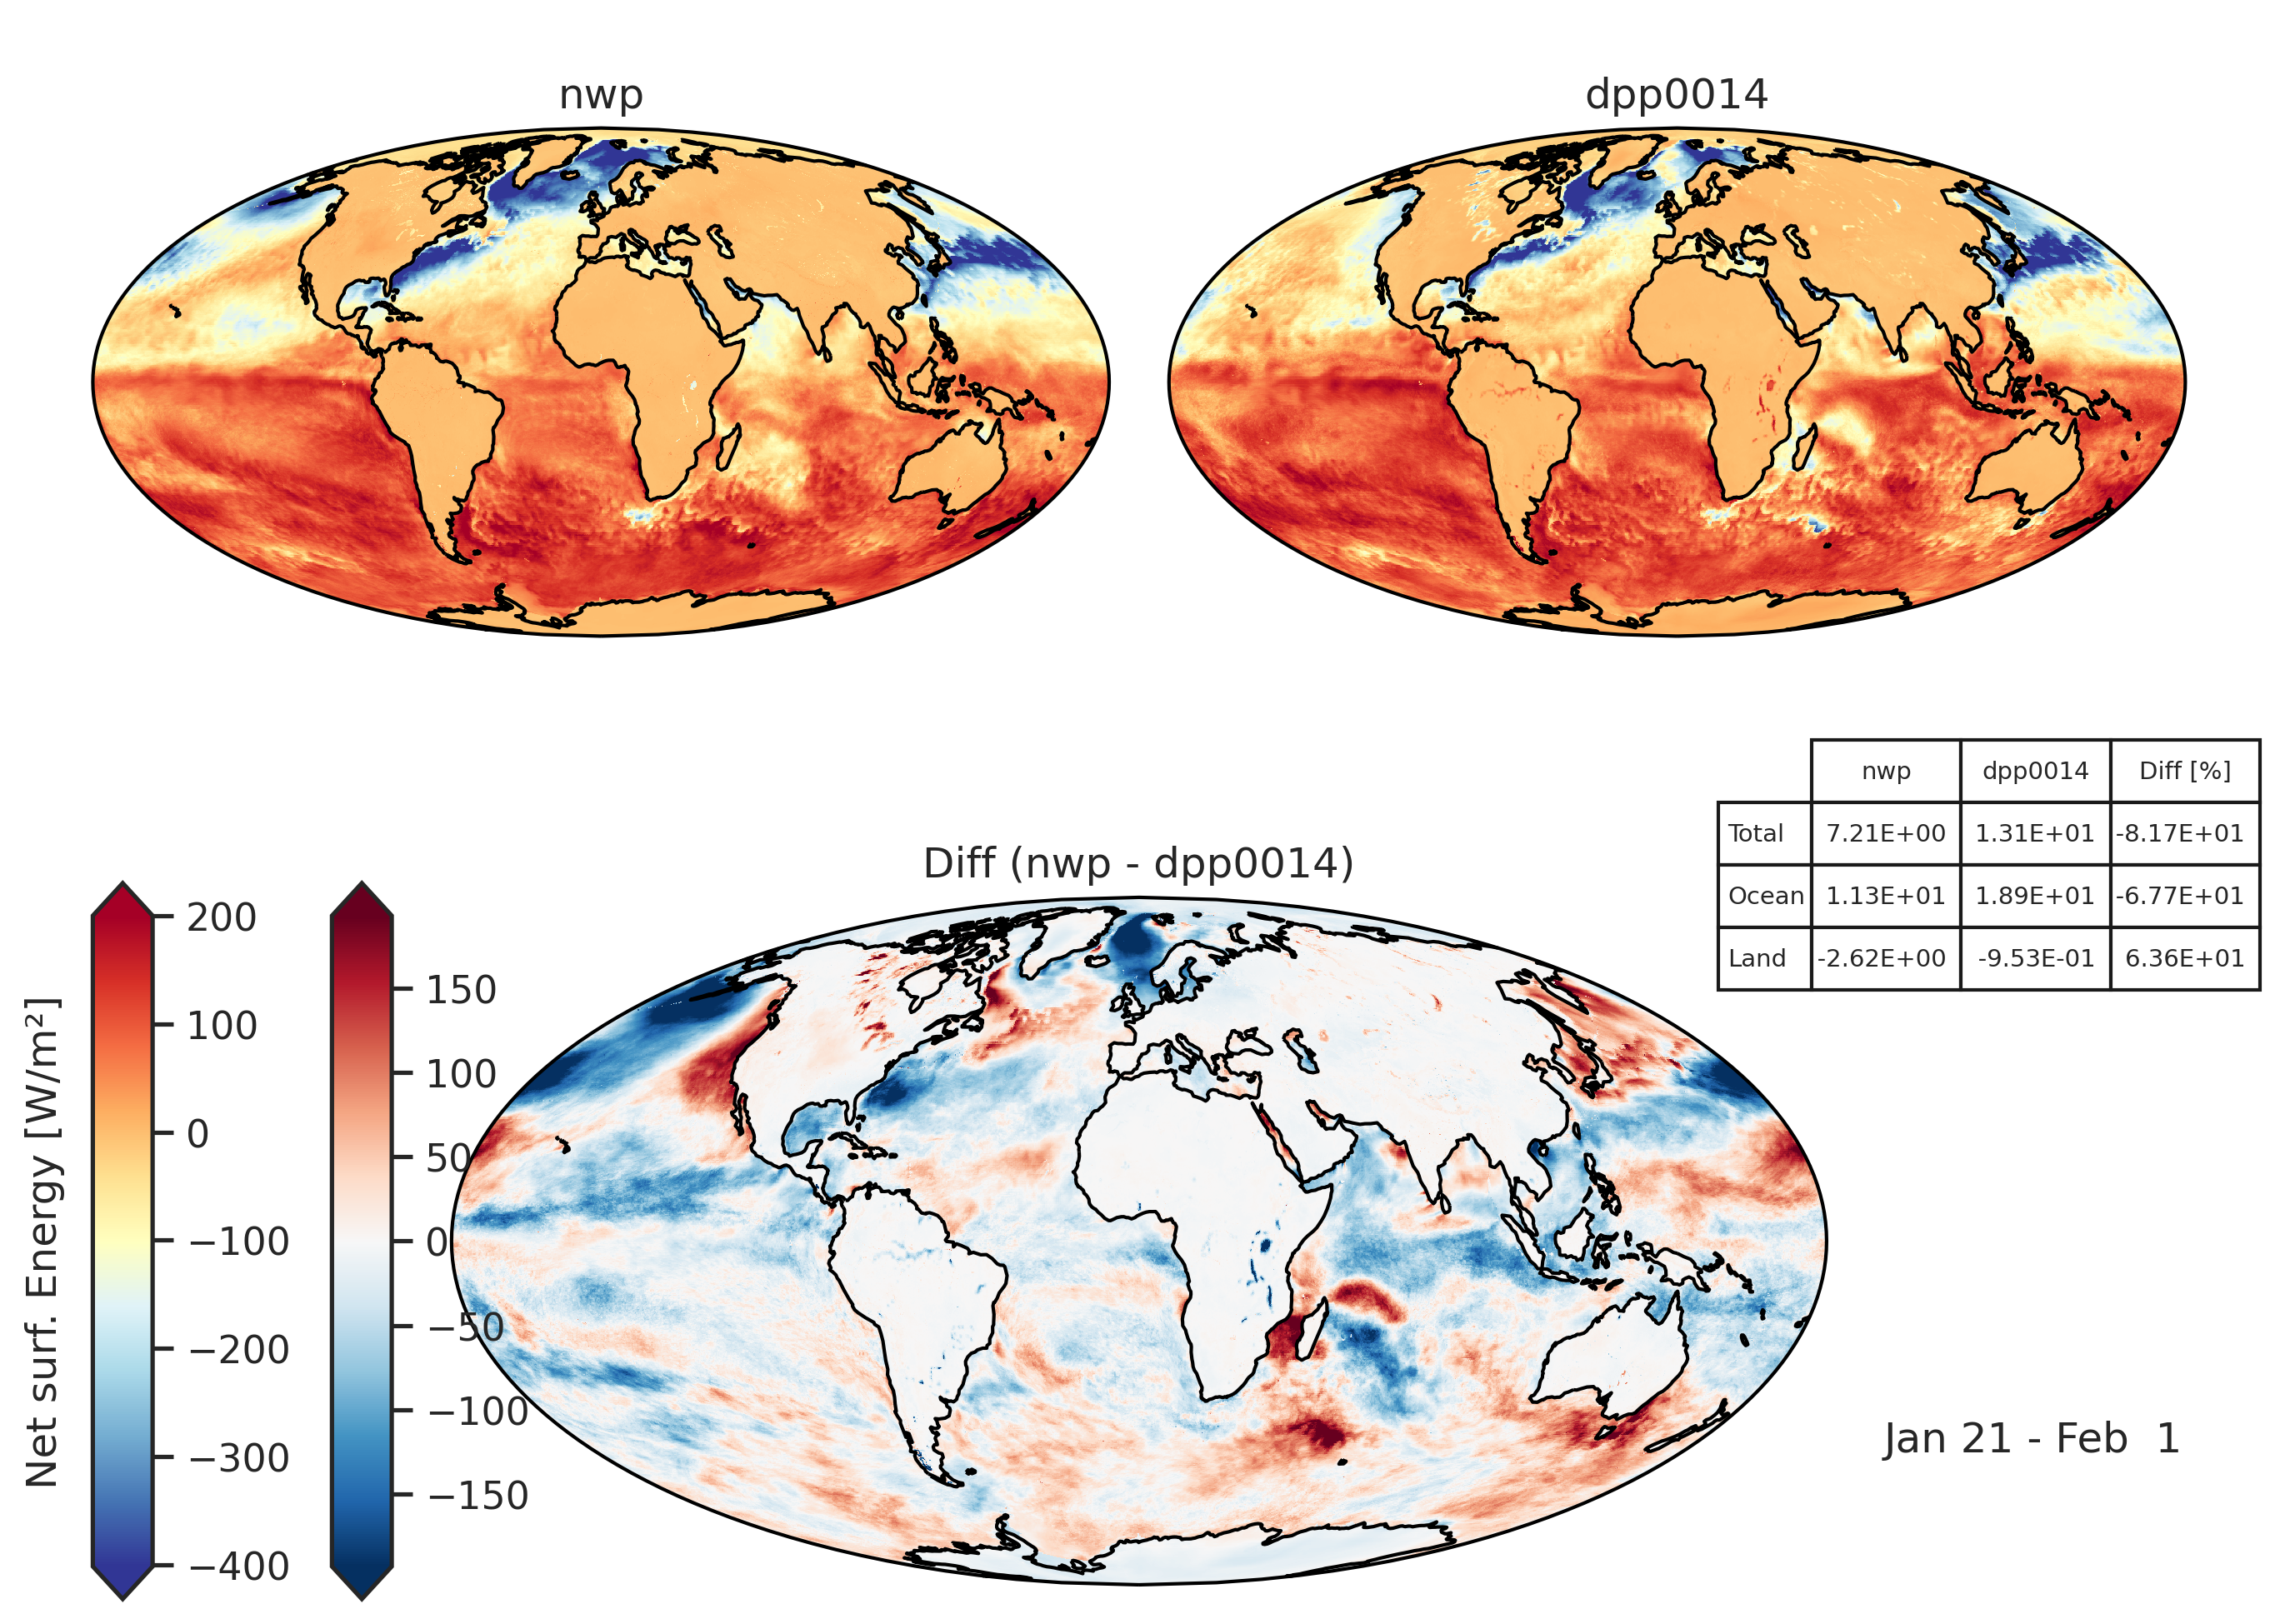 nwp
dpp0014
nwp dpp0014 Diff [%]
Total 7.21E+00 1.31E+01 -8.17E+01
Ocean 1.13E+01 1.89E+01 -6.77E+01
Land -2.62E+00 -9.53E-01 6.36E+01
Diff (nwp - dpp0014)
Net surf. Energy [W/m²]
200
100
0
−100
−200
−300
−400
150
100
50
0
−50
−100
−150
Jan 21 - Feb  1